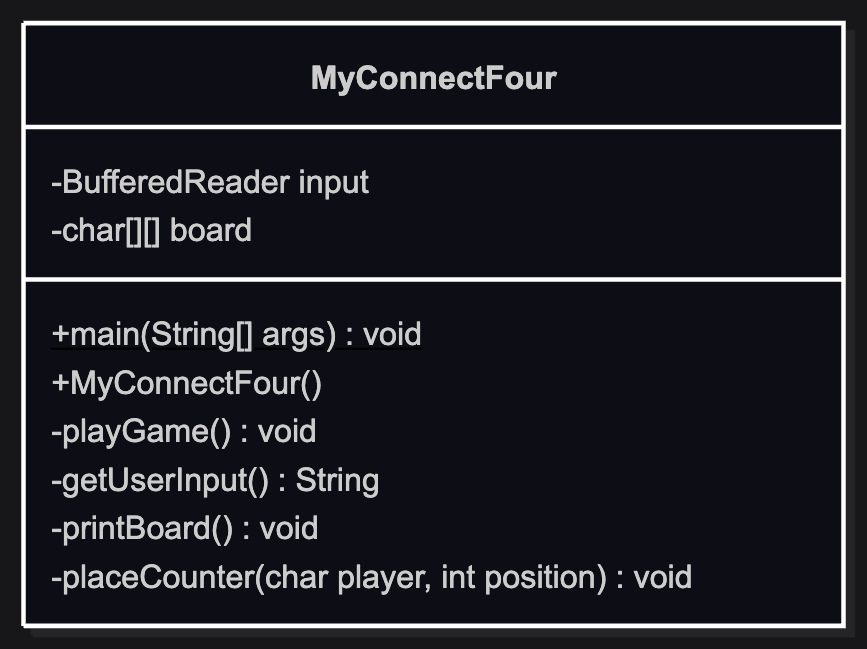 MyConnectFour
-BufferedReader input
-char[][] board
+main(String[] args) : void
+MyConnectFour()
-playGame() : void
-getUserInput() : String
-printBoard() : void
-placeCounter(char player, int position) : void